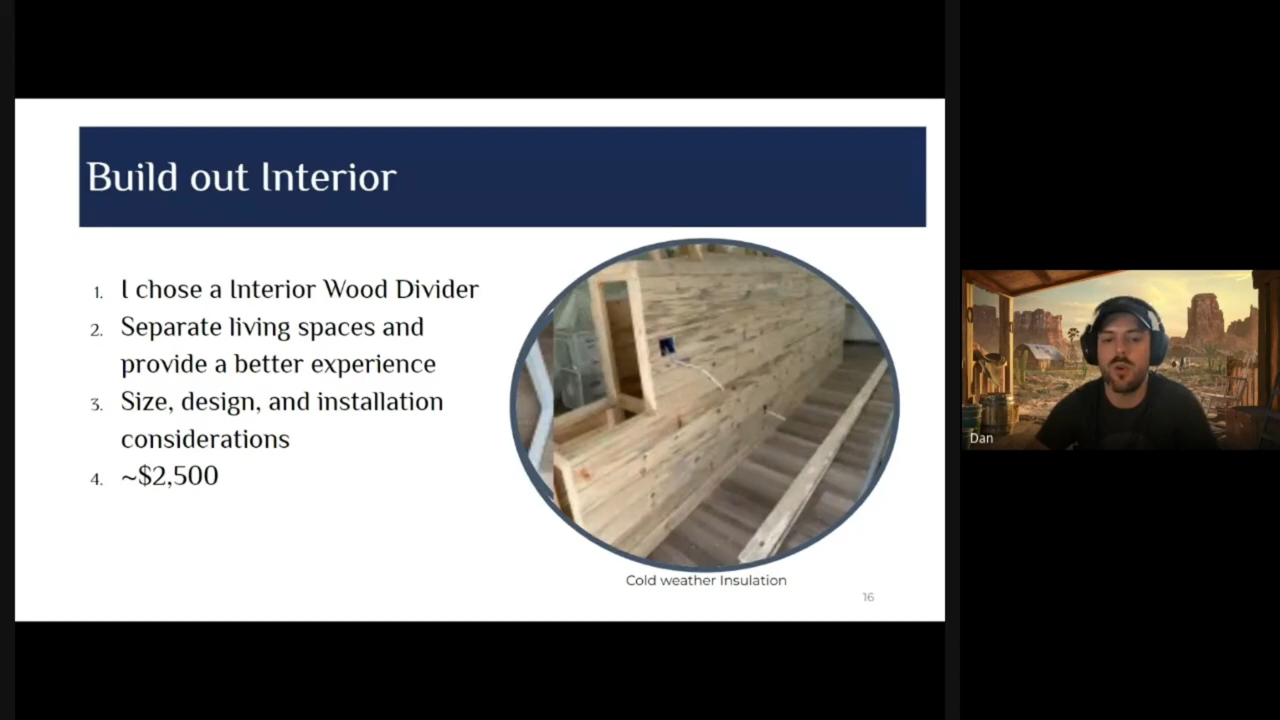 Build out Interior
1. I chose a Interior Wood Divider
2. Separate living spaces and
provide a better experience
3. Size, design, and installation
considerations
4. ~$2,500
Cold weather Insulation
16
Dan